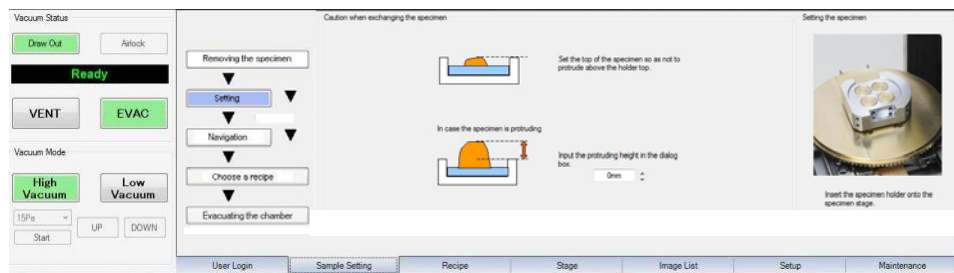 Vacuum Status
Draw Out
Airlock
Ready
VENT
EVAC
Vacuum Mode
High
Vacuum
Low
Vacuum
15Pa
Start
UP
DOWN
Removing the specimen
Setting
Navigation
Choose a recipe
Evacuating the chamber
Caution when exchanging the specimen
Set the top of the specimen so as not to
protrude above the holder top.
In case the specimen is protruding
Input the protruding height in the dialog
box.
0mm
Setting the specimen
Insert the specimen holder onto the
specimen stage.
User Login
Sample Setting
Recipe
Stage
Image List
Setup
Maintenance